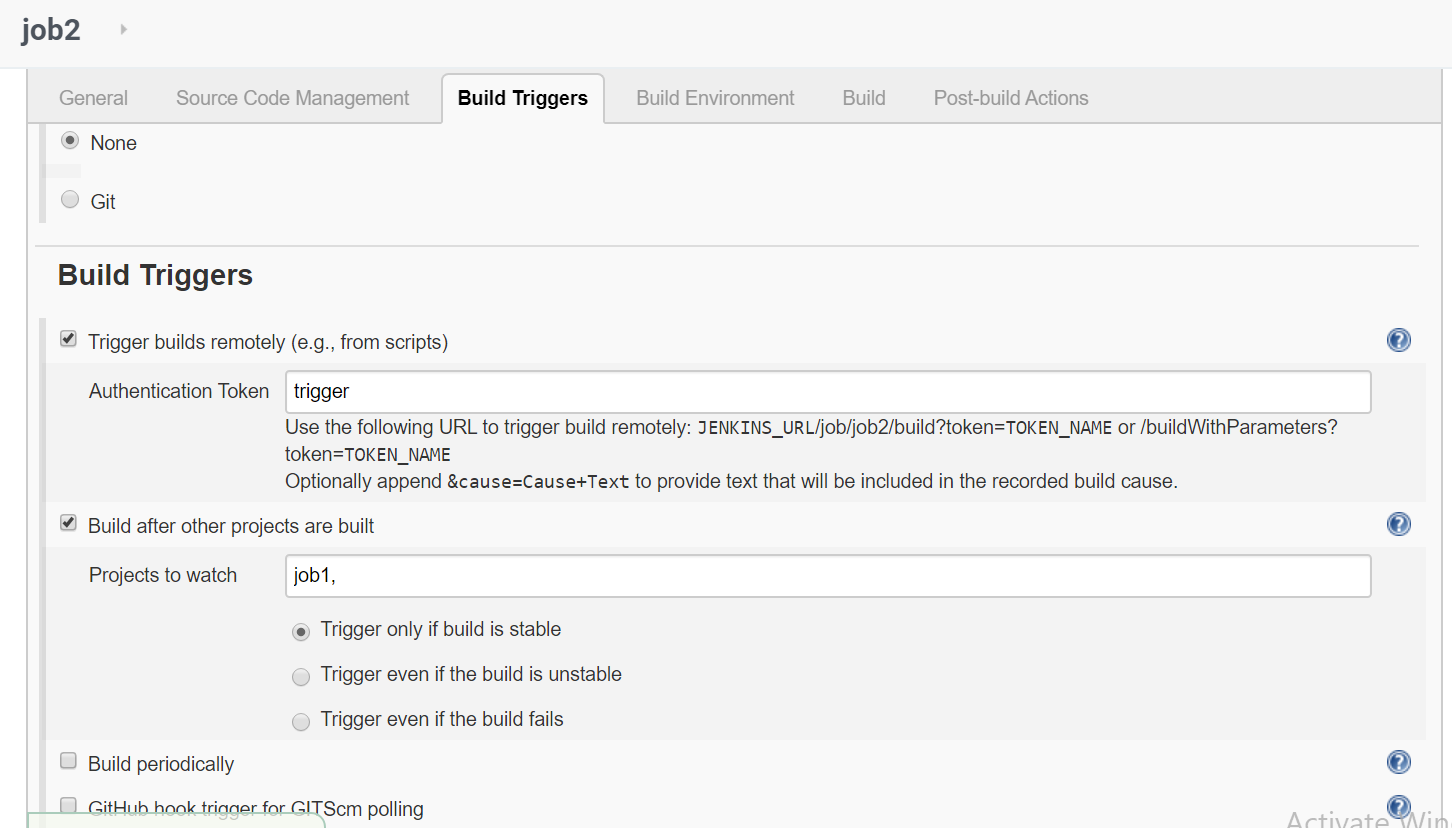 job2
General Source Code Management Build Triggers Build Environment Build Post-build Actions
None
Git
Build Triggers
Trigger builds remotely (e.g., from scripts)
Authentication Token trigger
Use the following URL to trigger build remotely: JENKINS_URL/job/job2/build?token=TOKEN_NAME or /buildWithParameters?
token=TOKEN_NAME
Optionally append &cause=Cause+Text to provide text that will be included in the recorded build cause.
Build after other projects are built
Projects to watch job1,
Trigger only if build is stable
Trigger even if the build is unstable
Trigger even if the build fails
Build periodically
GitHub hook trigger for GITScm polling
Activate Win